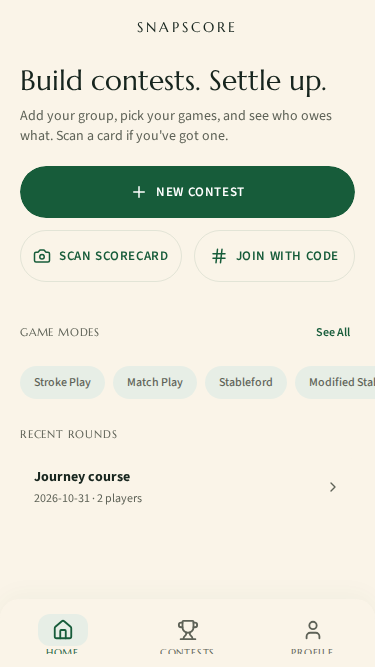 SNAPSCORE
Build contests. Settle up.
Add your group, pick your games, and see who owes
what. Scan a card if you've got one.
NEW CONTEST
SCAN SCORECARD
JOIN WITH CODE
GAME MODES
See All
Stroke Play
Match Play
Stableford
Modified Stab
RECENT ROUNDS
Journey course
2026-10-31 · 2 players
HOME
CONTESTS
PROFILE